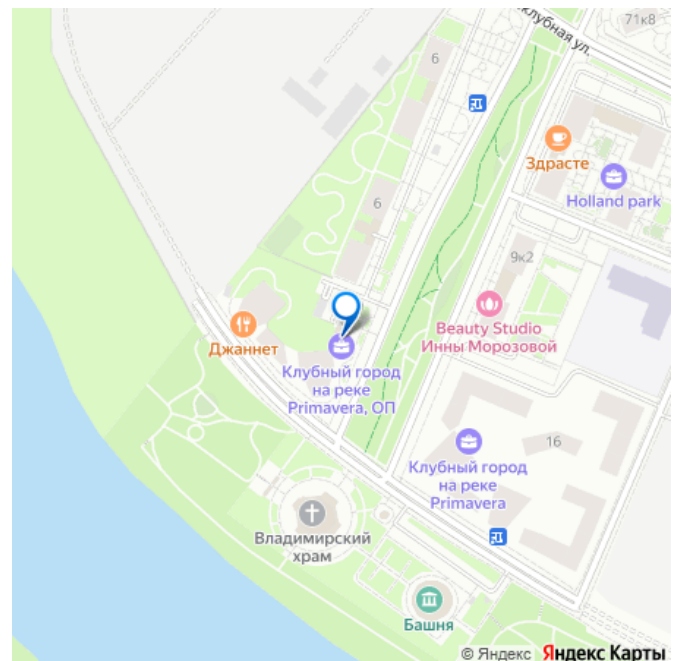 71к8
клубная ул.
6
Здрасте
Holland park
6
9к2
Beauty Studio
Инны Морозовой
Джаннет
Клубный город
на реке
Primavera, ОП
16
Клубный город
на реке
Primavera
Владимирский
храм
Башня
© Яндекс Яндекс Карты